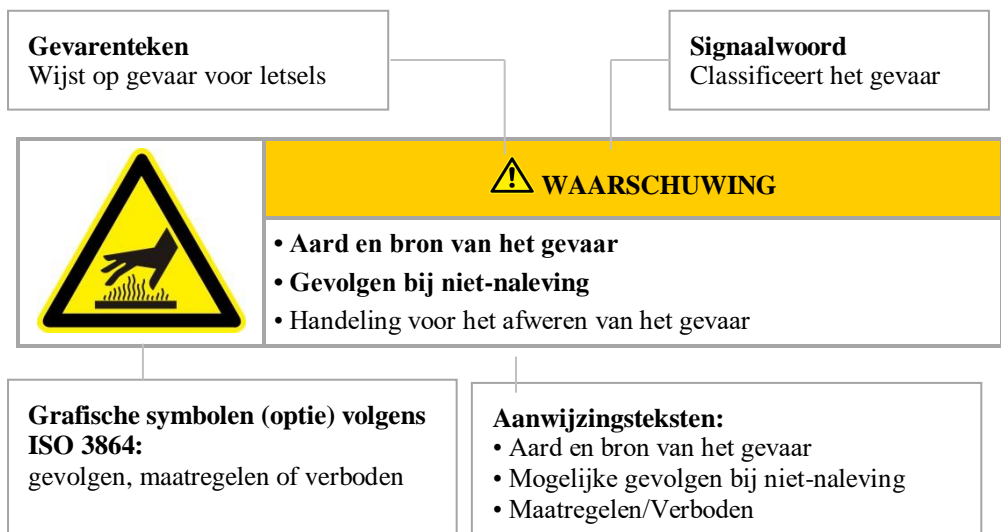 Gevarenteken
Wijst op gevaar voor letsels
Signaalwoord
Classificeert het gevaar
WAARSCHUWING
• Aard en bron van het gevaar
• Gevolgen bij niet-naleving
• Handeling voor het afweren van het gevaar
Grafische symbolen (optie) volgens
ISO 3864:
gevolgen, maatregelen of verboden
Aanwijzingsteksten:
• Aard en bron van het gevaar
• Mogelijke gevolgen bij niet-naleving
• Maatregelen/Verboden